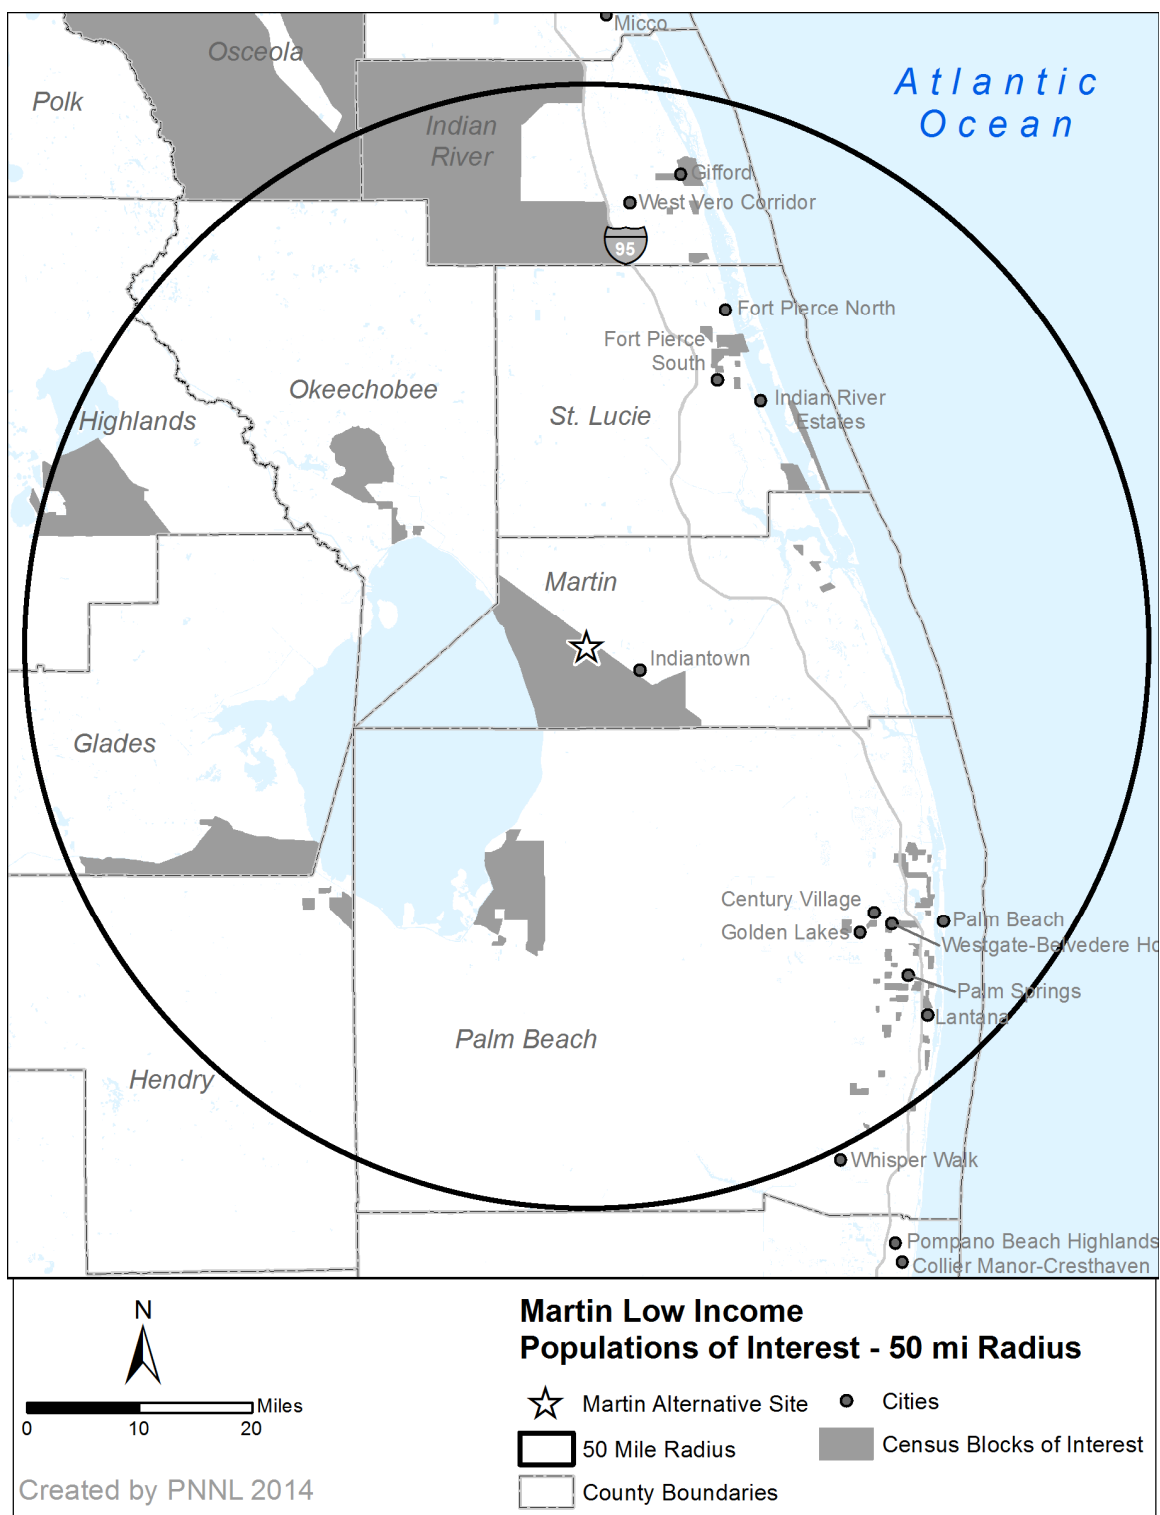 Micco
Osceola
Atlantic
Ocean
Polk
Indian
River
Gifford
West Vero Corridor
95
Fort Pierce North
Fort Pierce
South
Okeechobee
Indian River
Estates
Highlands
St. Lucie
Martin
Indiantown
Glades
Century Village
Golden Lakes
Palm Beach
Westgate-Belvedere Ho
Palm Springs
Lantana
Palm Beach
Hendry
Whisper Walk
Pompano Beach Highlands
Collier Manor-Cresthaven
N
Miles
0 10 20
Created by PNNL 2014
Martin Low Income
Populations of Interest - 50 mi Radius
Martin Alternative Site
Cities
50 Mile Radius
Census Blocks of Interest
County Boundaries